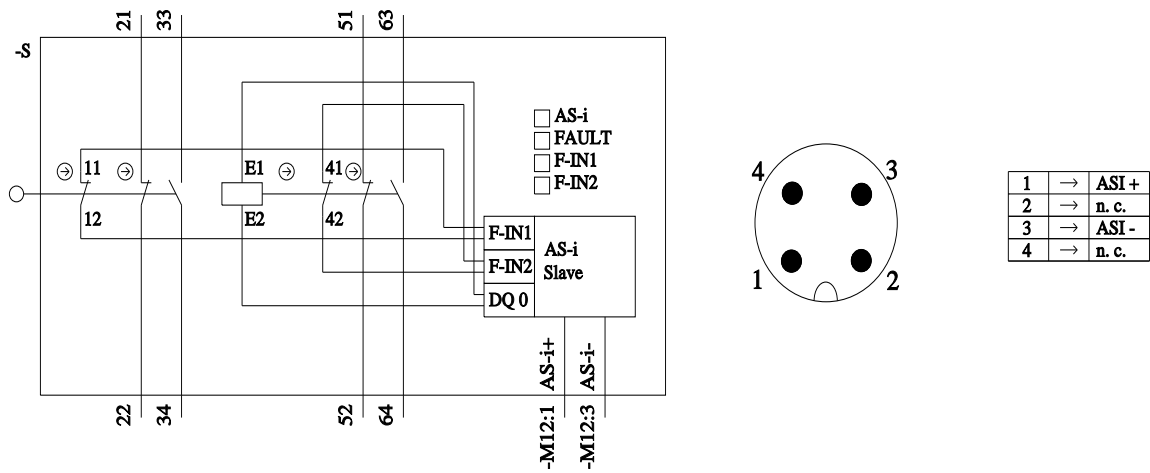 21 33 51 63
-S
AS-i
FAULT
F-IN1
F-IN2
11 E1 41
12 E2 42
F-IN1
F-IN2
DQ 0
AS-i
Slave
22 34 52 64
-M12:1 AS-i+
-M12:3 AS-i-
4 3
1 2
1 → ASI +
2 → n. c.
3 → ASI -
4 → n. c.